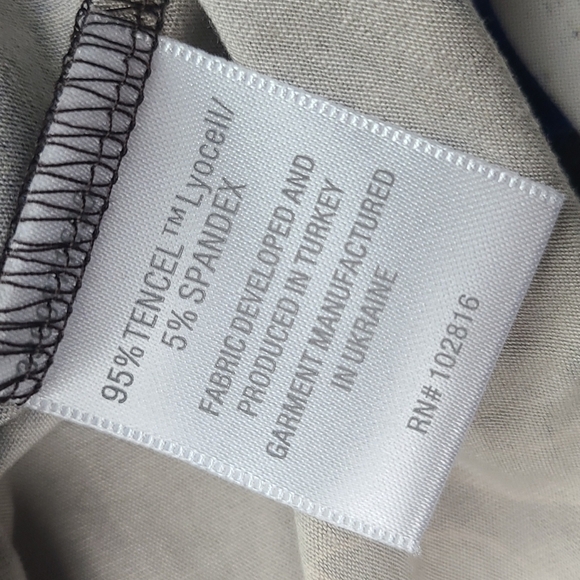 95% TENCEL™ Lyocell/
5% SPANDEX
FABRIC DEVELOPED AND
PRODUCED IN TURKEY
GARMENT MANUFACTURED
IN UKRAINE
RN# 102816